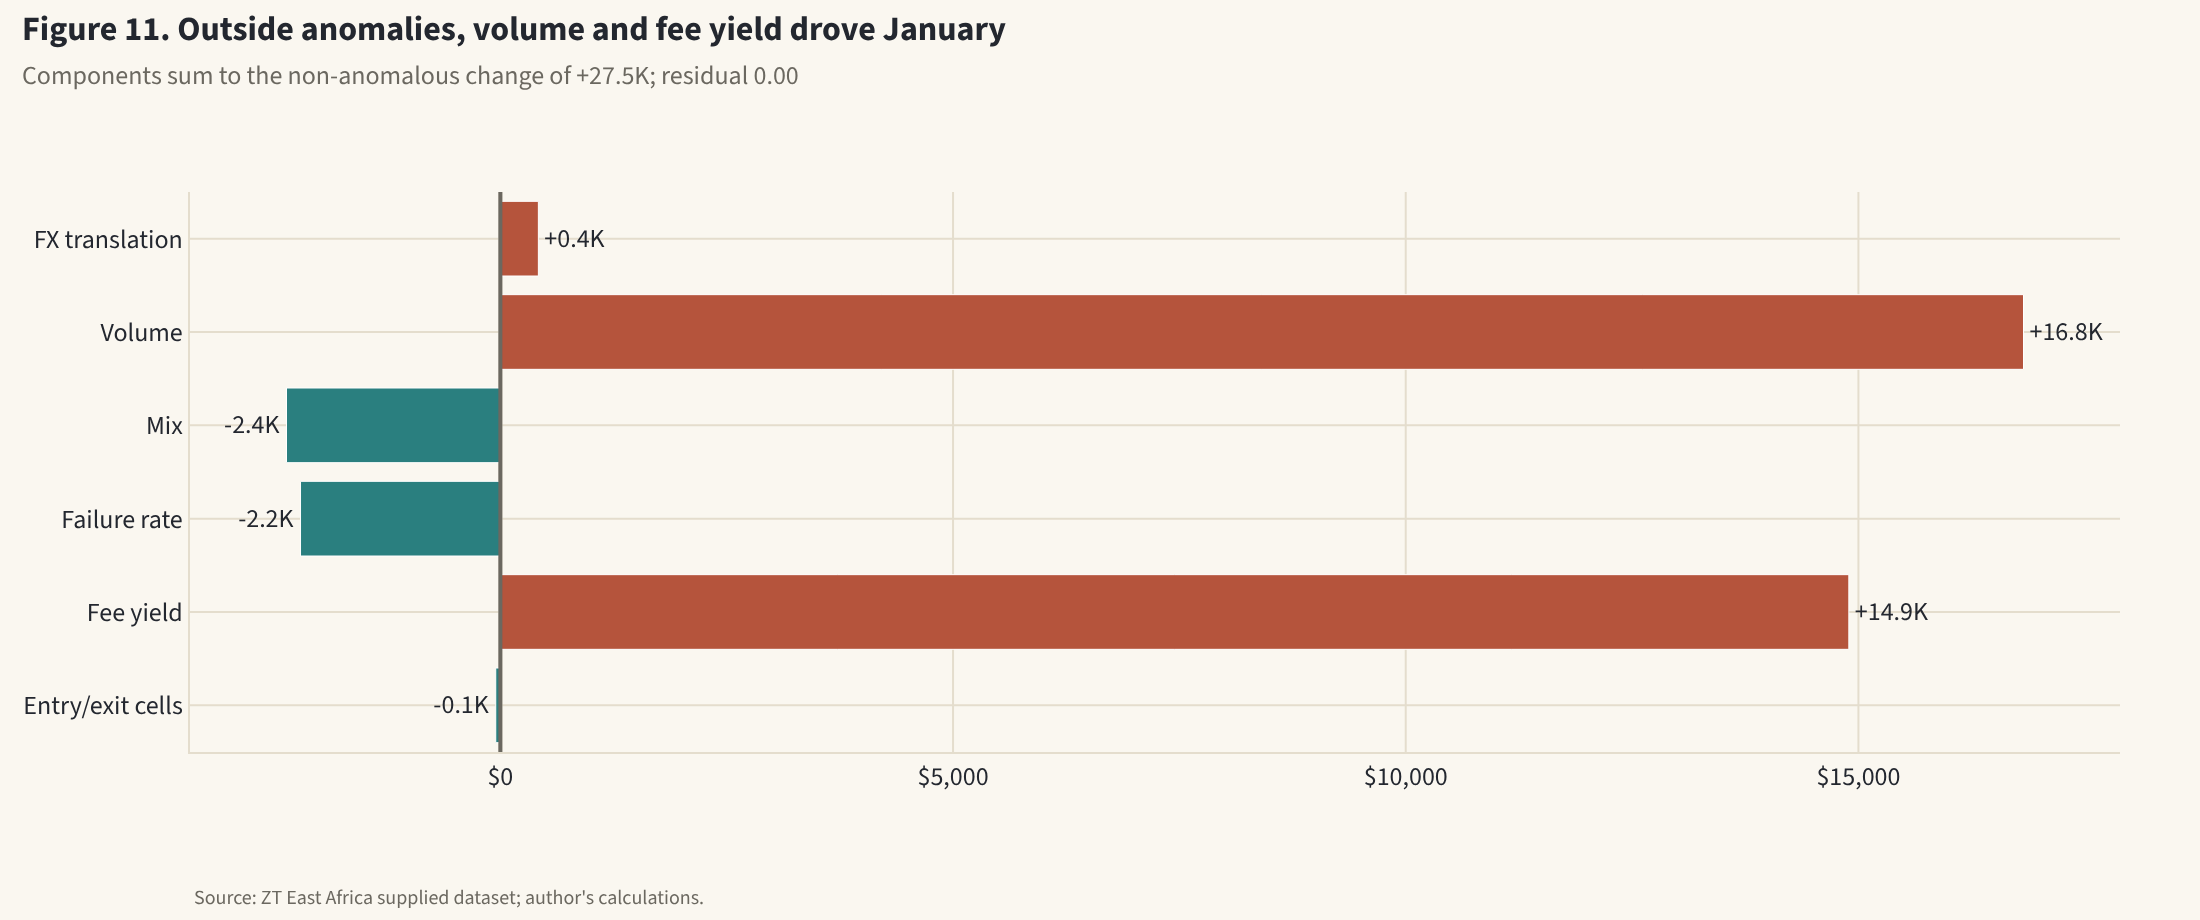 Figure 11. Outside anomalies, volume and fee yield drove January
Components sum to the non-anomalous change of +27.5K; residual 0.00
FX translation
+0.4K
Volume
+16.8K
Mix
-2.4K
Failure rate
-2.2K
Fee yield
+14.9K
Entry/exit cells
-0.1K
$0
$5,000
$10,000
$15,000
Source: ZT East Africa supplied dataset; author's calculations.